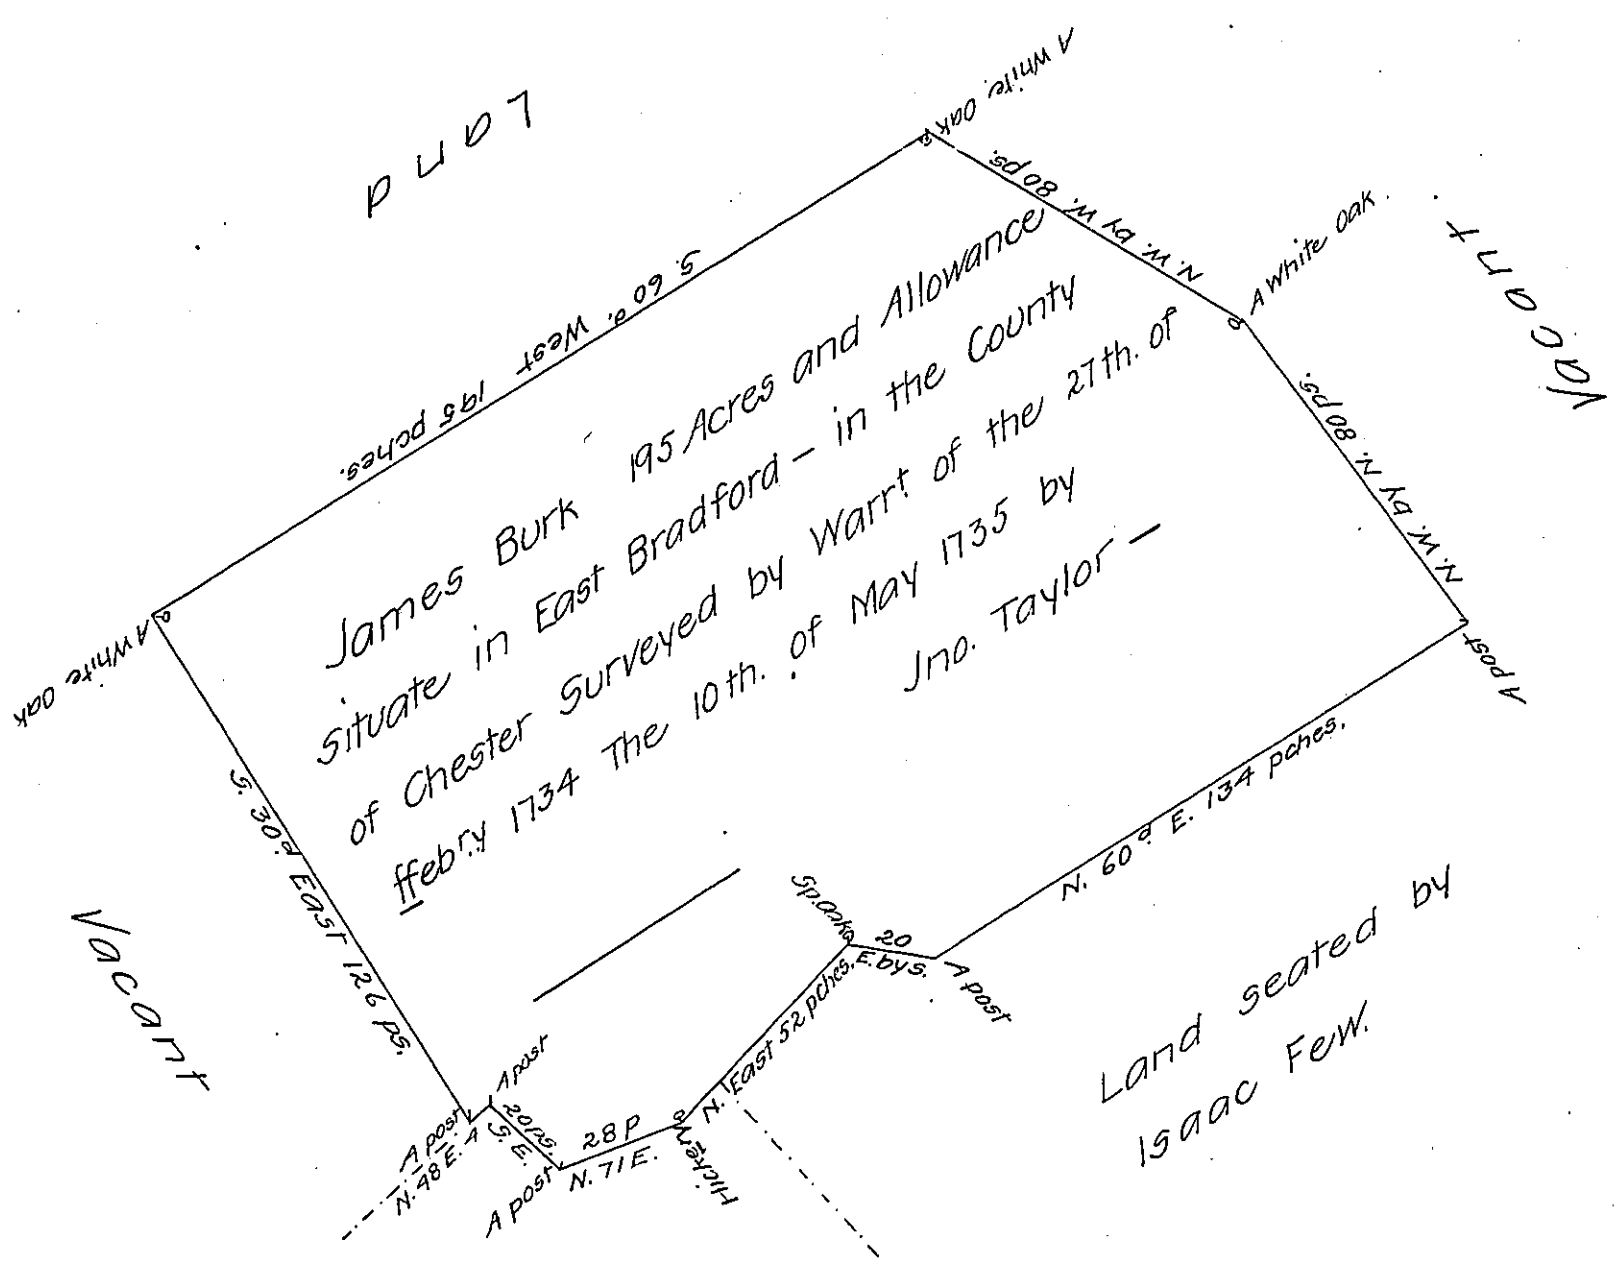 Land
A White Oak
S. 60 d. West 195 pches.
N. W. by W. 80 ps.
A White Oak.
Vacant
N. W. by N. 80 ps.
A post
James Burk 195 Acres and Allowance
situate in East Bradford – in the County
of Chester Surveyed by Warrt of the 27th. of
ffebry 1734 The 10th. of May 1735 by
Jno. Taylor –
A White Oak
S. 30 d East 126 ps.
Vacant
N. 60 d E. 134 pches.
Sp. Oak
20
E. by S.
A post
N. East 52 pches.
Land seated by
Isaac Few.
A post
A post
N. 48 E. 4
20 ps.
S. E.
A post
28 P
N. 71 E.
Hickery